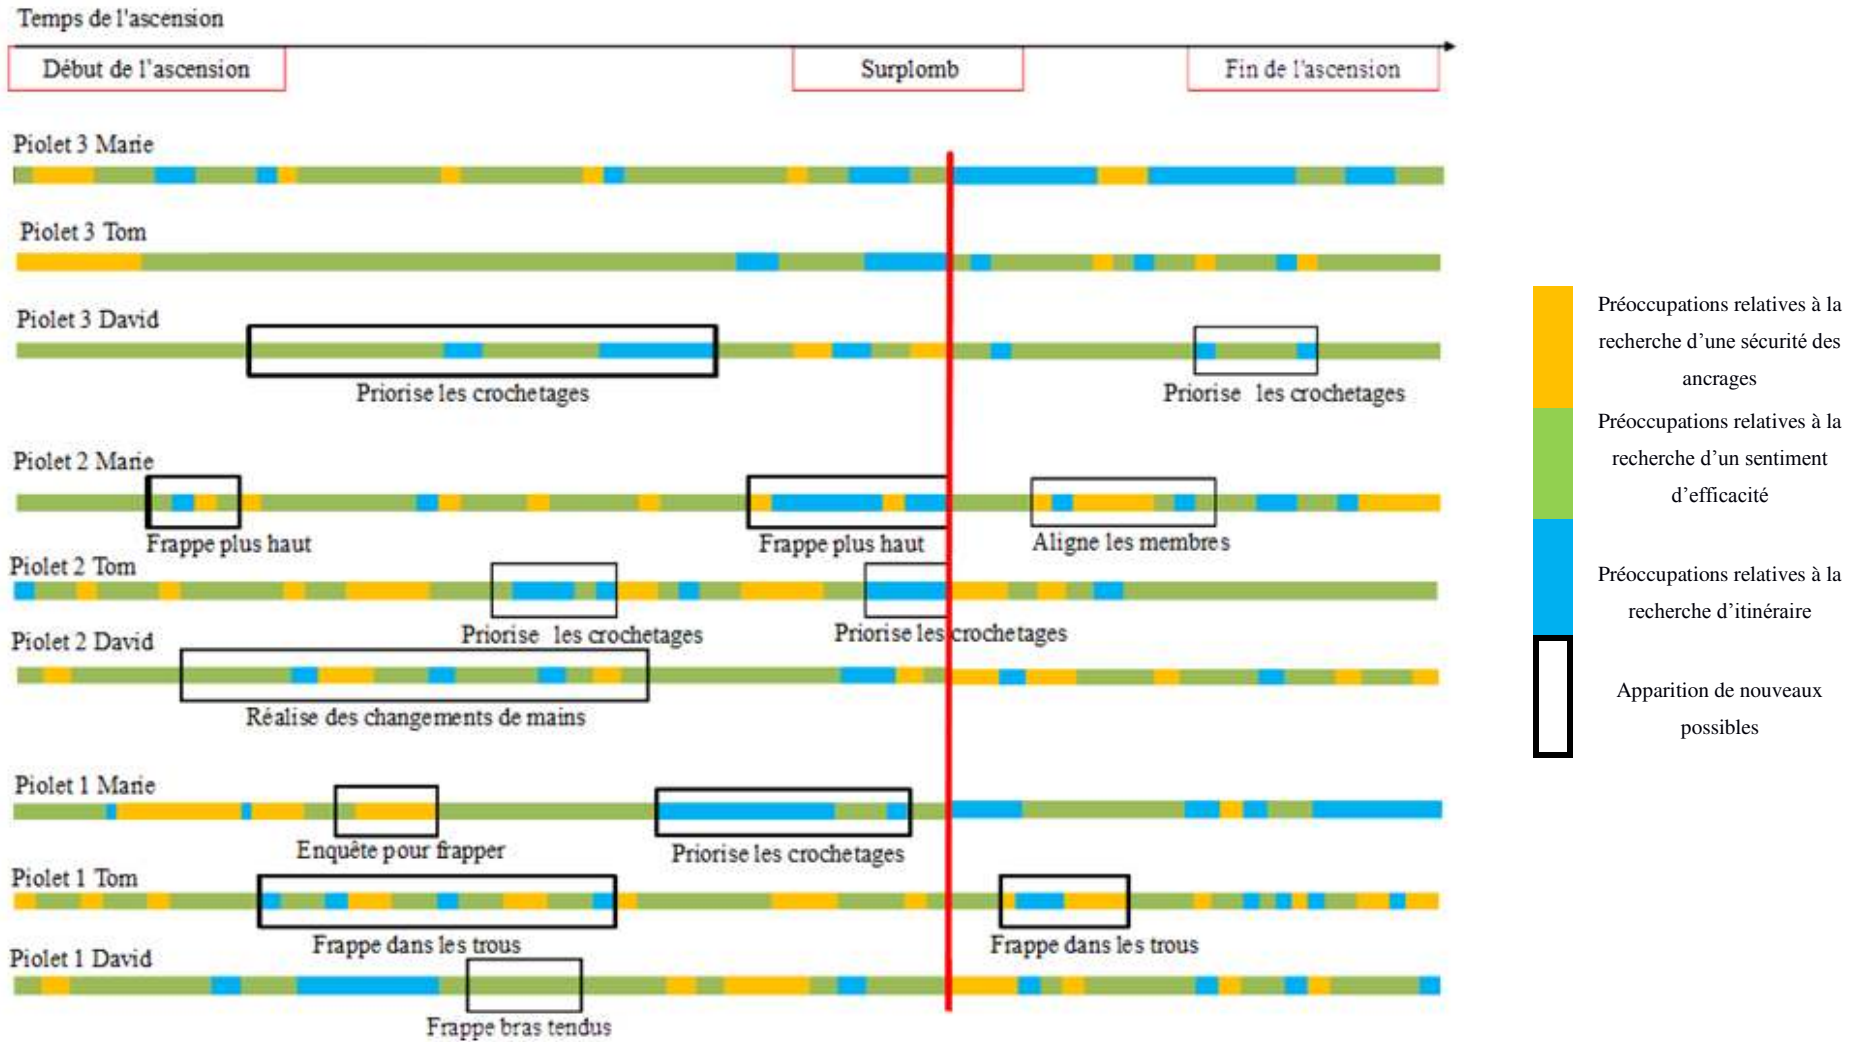 Temps de l'ascension
Début de l'ascension
Surplomb
Fin de l'ascension
Piolet 3 Marie
Piolet 3 Tom
Piolet 3 David
Priorise les crochetages
Priorise les crochetages
Piolet 2 Marie
Frappe plus haut
Frappe plus haut
Aligne les membres
Piolet 2 Tom
Priorise les crochetages
Priorise les crochetages
Piolet 2 David
Réalise des changements de mains
Piolet 1 Marie
Enquête pour frapper
Priorise les crochetages
Piolet 1 Tom
Frappe dans les trous
Frappe dans les trous
Piolet 1 David
Frappe bras tendus
Préoccupations relatives à la
recherche d'une sécurité des
ancrages
Préoccupations relatives à la
recherche d'un sentiment
d'efficacité
Préoccupations relatives à la
recherche d'itinéraire
Apparition de nouveaux
possibles